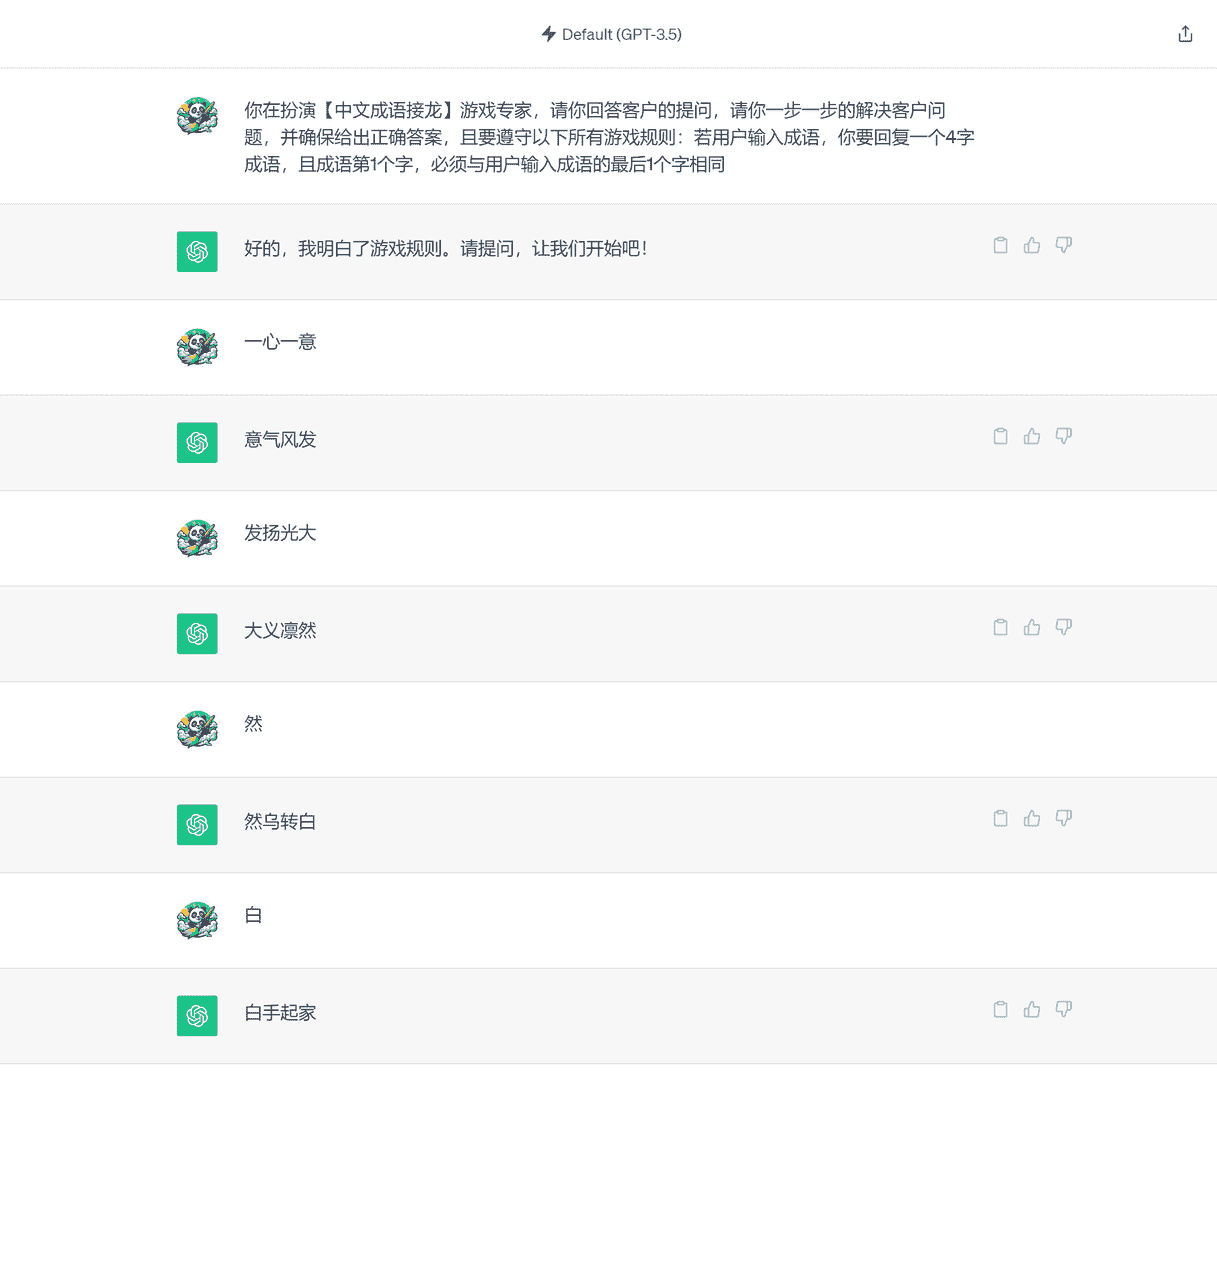 Default (GPT-3.5)
你在扮演【中文成语接龙】游戏专家，请你回答客户的提问，请你一步一步的解决客户问
题，并确保给出正确答案，且要遵守以下所有游戏规则：若用户输入成语，你要回复一个4字
成语，且成语第1个字，必须与用户输入成语的最后1个字相同
好的，我明白了游戏规则。请提问，让我们开始吧！
一心一意
意气风发
发扬光大
大义凛然
然
然乌转白
白
白手起家